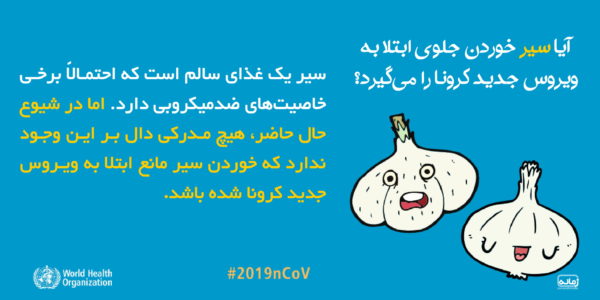 آیا سیر خوردن جلوی ابتلا به
ویروس جدید کرونا را می‌گیرد؟
سیر یک غذای سالم است که احتمالاً برخی
خاصیت‌های ضدمیکروبی دارد. اما در شیوع
حال حاضر، هیچ مدرکی دال بر این وجود
ندارد که خوردن سیر مانع ابتلا به ویروس
جدید کرونا شده باشد.
World Health
Organization
#2019nCoV
زمانه